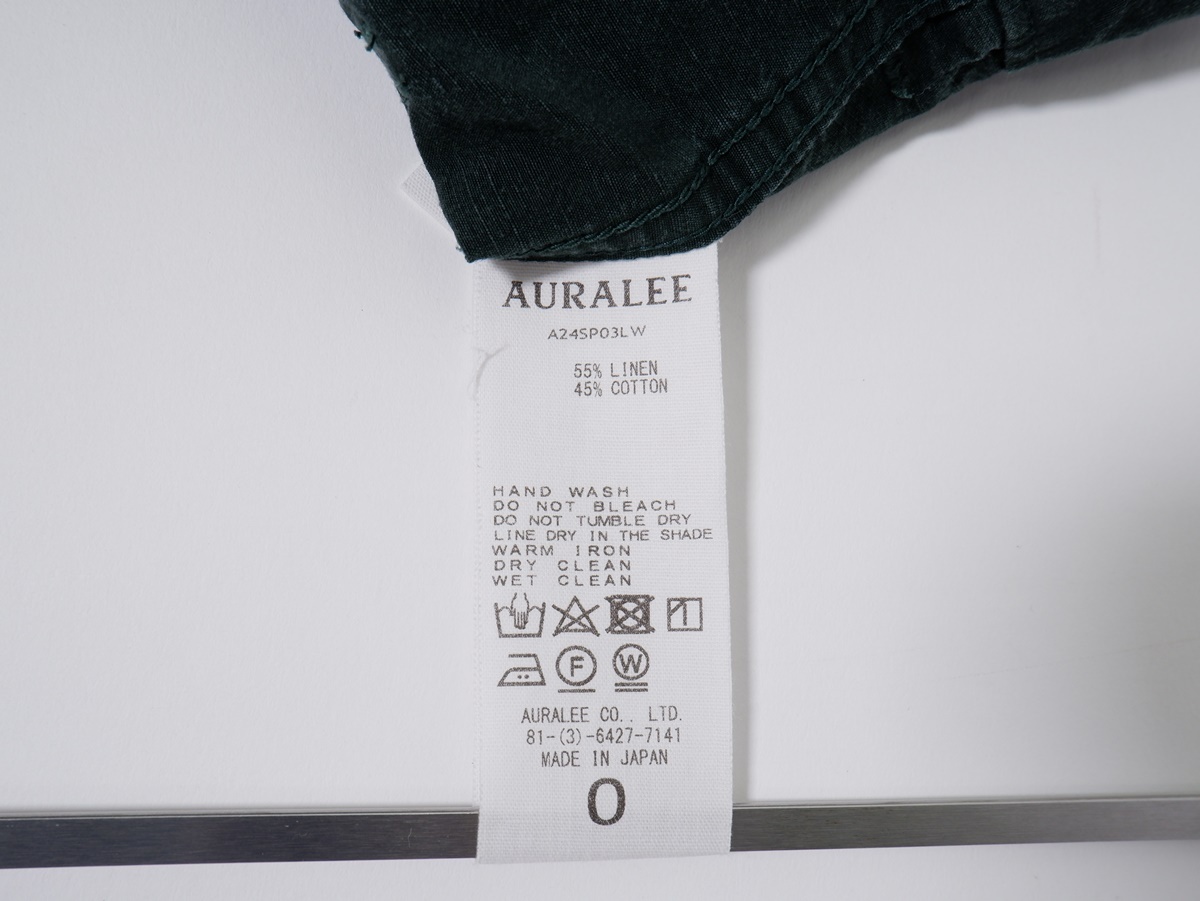 AURALEE
A24SP03LW
55% LINEN
45% COTTON
HAND WASH
DO NOT BLEACH
DO NOT TUMBLE DRY
LINE DRY IN THE SHADE
WARM IRON
DRY CLEAN
WET CLEAN
F W
AURALEE CO., LTD.
81-(3)-6427-7141
MADE IN JAPAN
0